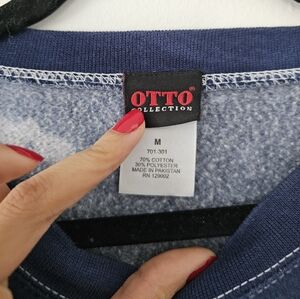 OTTO®
COLLECTION
M
701-301
70% COTTON
30% POLYESTER
MADE IN PAKISTAN
RN 129002